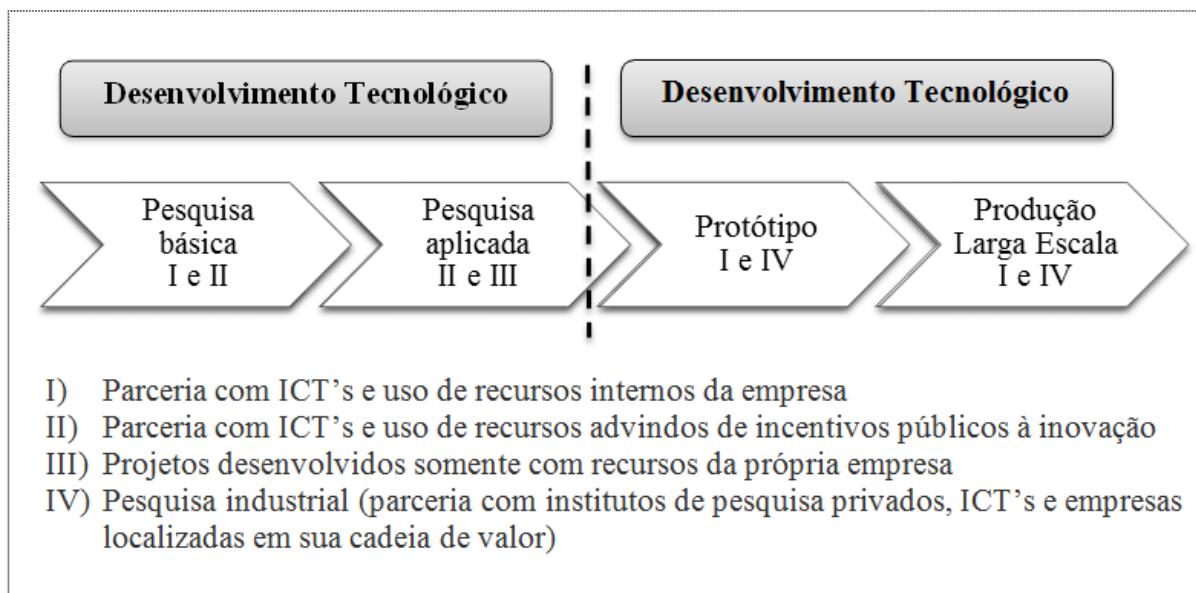 Desenvolvimento Tecnológico
Desenvolvimento Tecnológico
Pesquisa
básica
I e II
Pesquisa
aplicada
II e III
Protótipo
I e IV
Produção
Larga Escala
I e IV
I) Parceria com ICT’s e uso de recursos internos da empresa
II) Parceria com ICT’s e uso de recursos advindos de incentivos públicos à inovação
III) Projetos desenvolvidos somente com recursos da própria empresa
IV) Pesquisa industrial (parceria com institutos de pesquisa privados, ICT’s e empresas
localizadas em sua cadeia de valor)